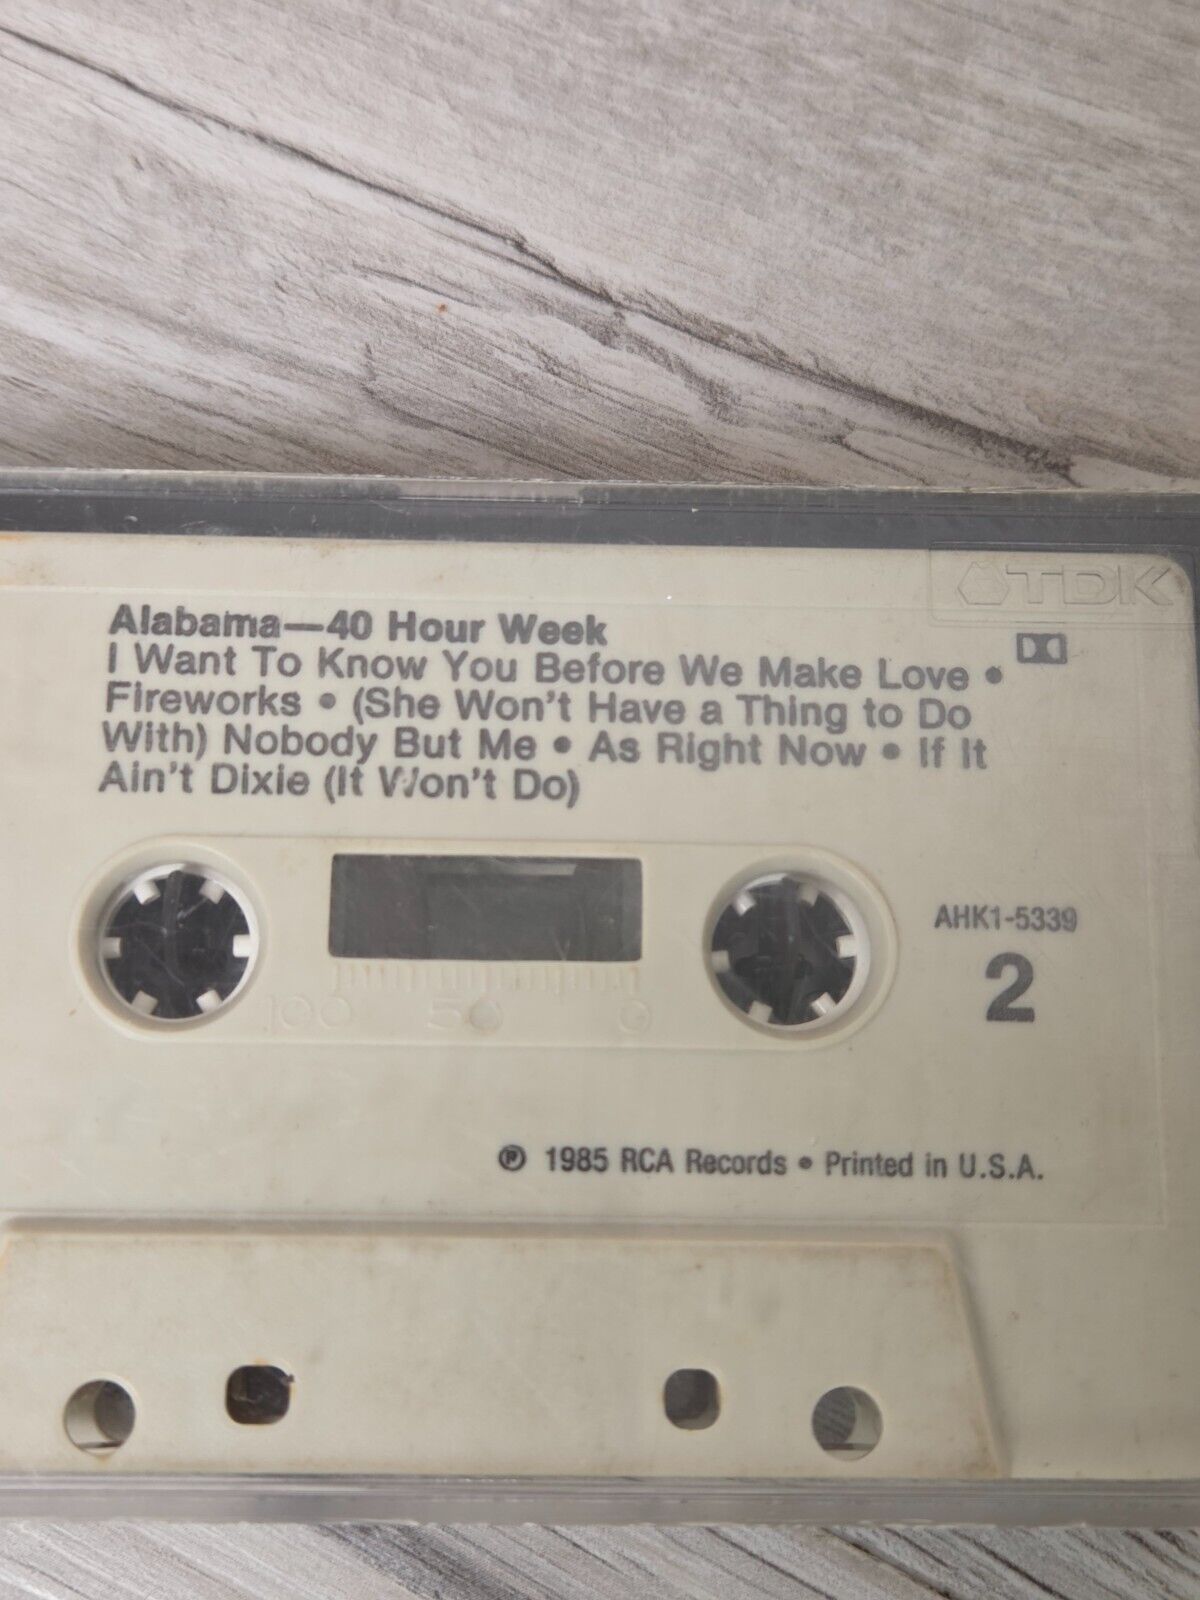 TDK
Alabama—40 Hour Week
I Want To Know You Before We Make Love •
Fireworks • (She Won't Have a Thing to Do
With) Nobody But Me • As Right Now • If It
Ain't Dixie (It Won't Do)
AHK1-5339
2
100 50 0
℗ 1985 RCA Records • Printed in U.S.A.